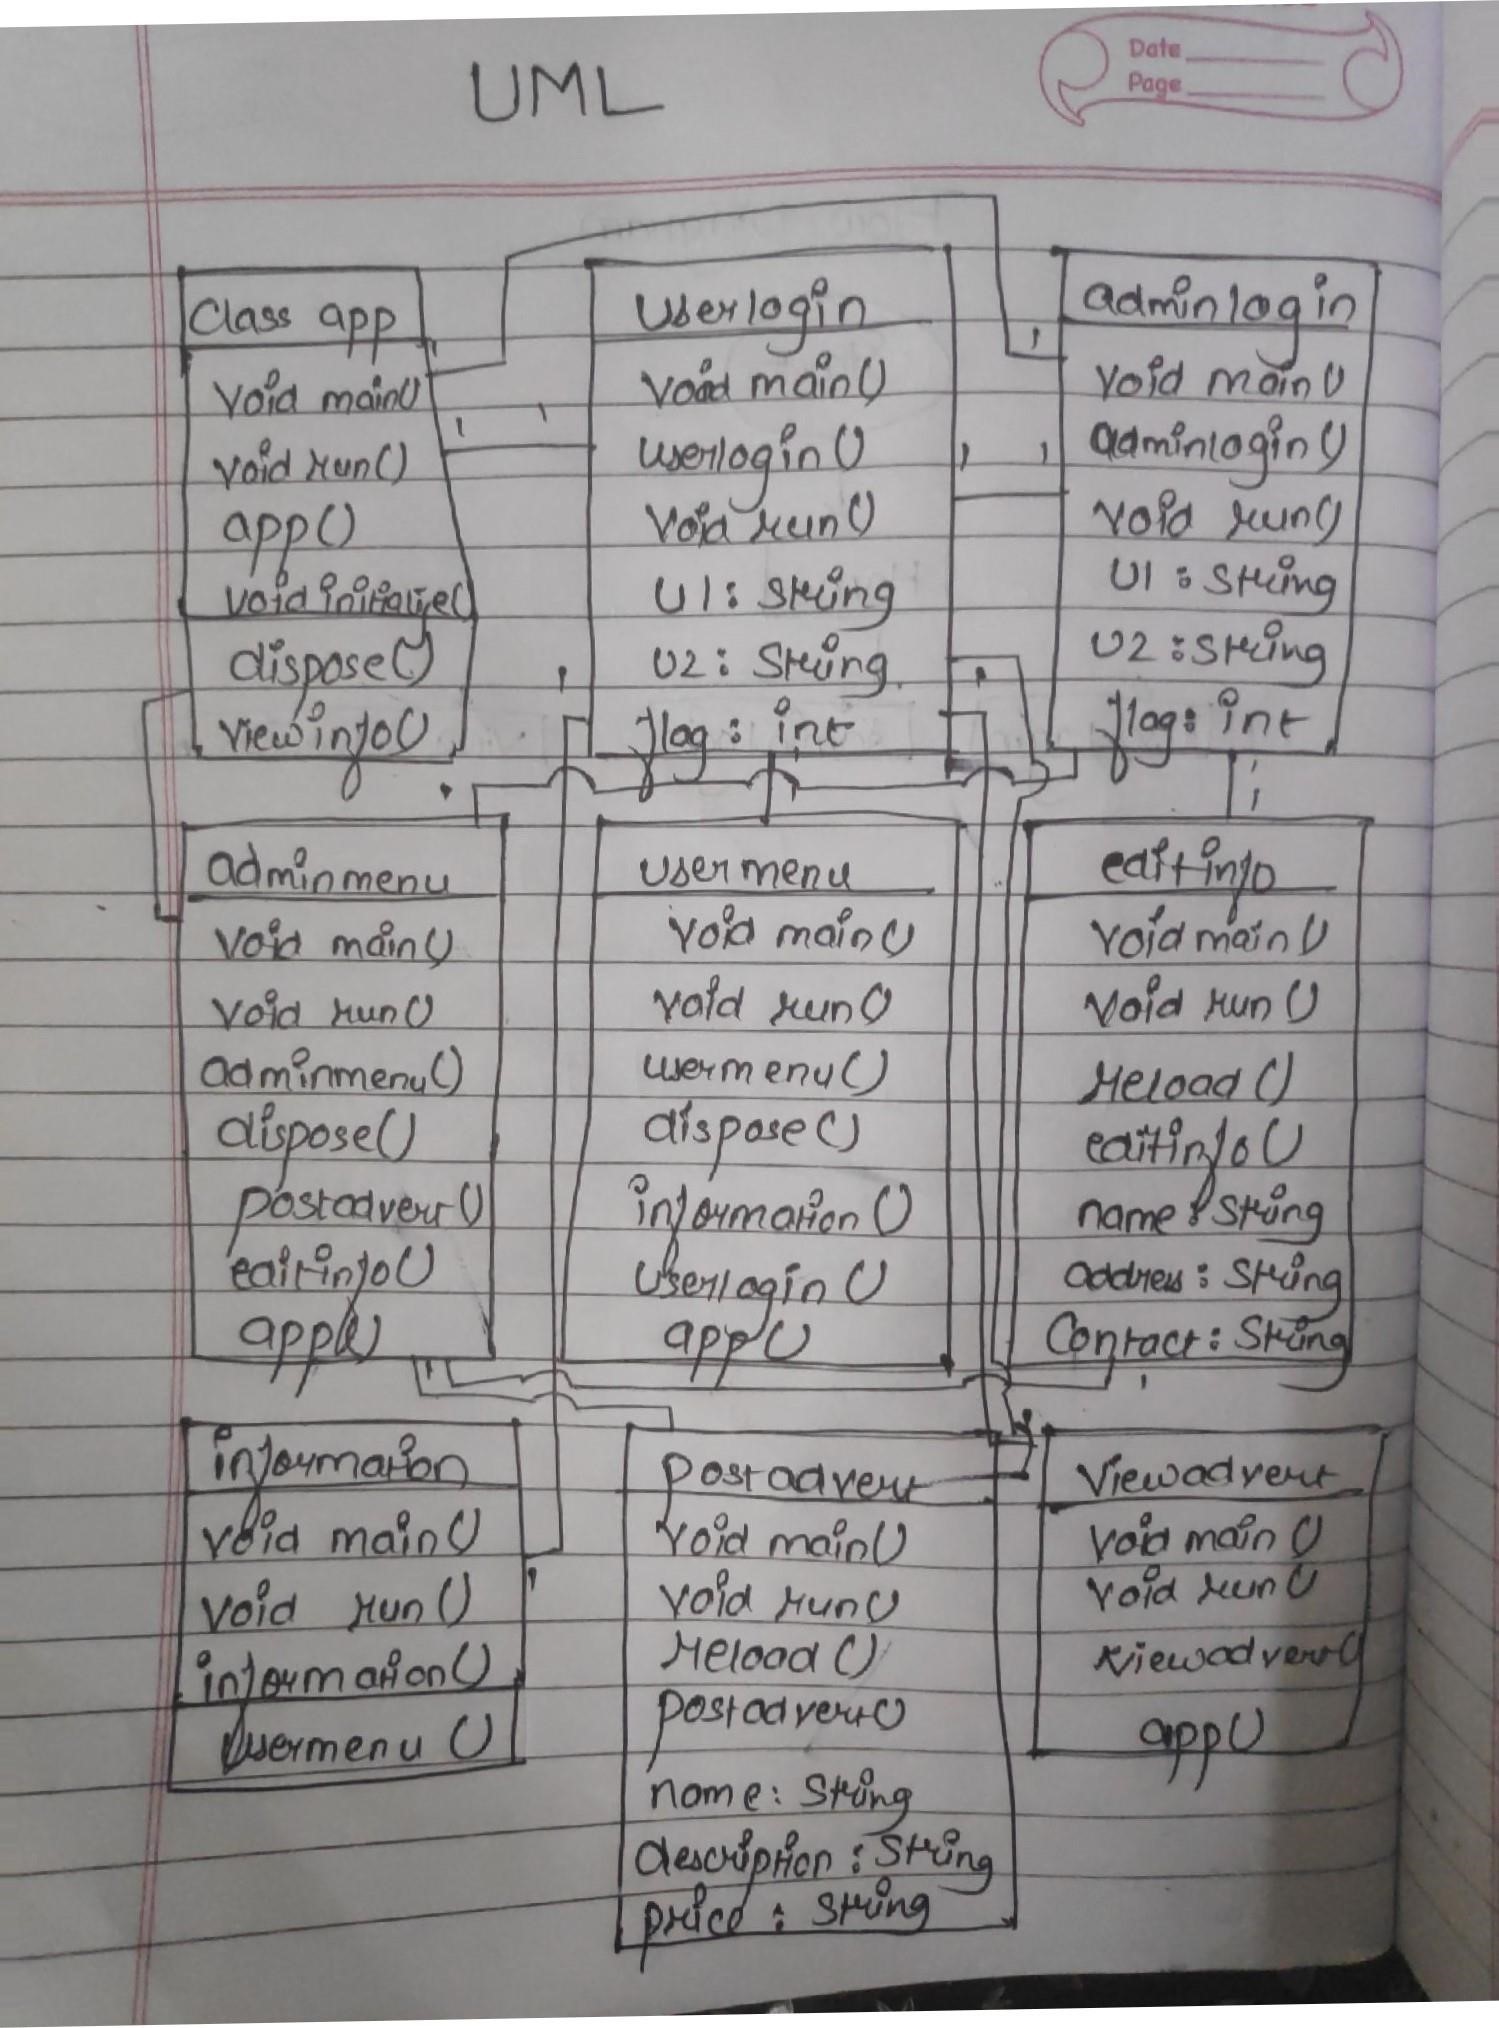 Date
Page
UML
Class app
void main()
void run()
app()
void initialize()
dispose()
viewinfo()
Userlogin
void main()
userlogin()
void run()
U1: String
U2: String
flag: int
adminlogin
void main()
adminlogin()
void run()
U1: String
U2: String
flag: int
adminmenu
void main()
void run()
adminmenu()
dispose()
postadvert()
editinfo()
app()
usermenu
void main()
void run()
usermenu()
dispose()
information()
userlogin()
app()
editinfo
void main()
void run()
reload()
editinfo()
name: String
address: String
Contact: String
information
void main()
void run()
information()
usermenu()
postadvert
void main()
void run()
reload()
postadvert()
name: String
description: String
price: String
viewadvert
void main()
void run()
viewadvert()
app()